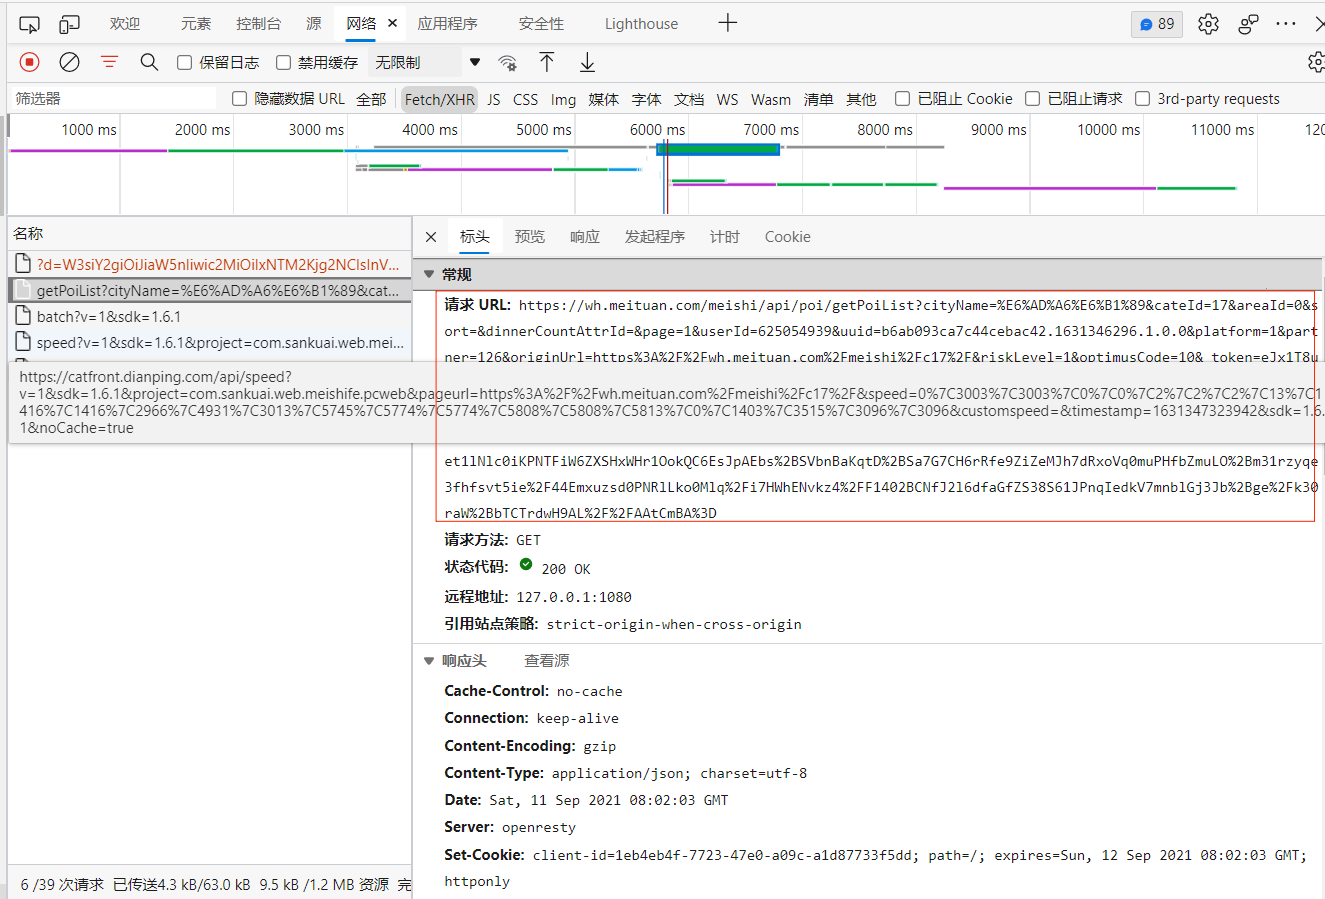 欢迎 元素 控制台 源 网络 × 应用程序 安全性 Lighthouse + 89
保留日志 禁用缓存 无限制
筛选器 隐藏数据 URL 全部 Fetch/XHR JS CSS Img 媒体 字体 文档 WS Wasm 清单 其他 已阻止 Cookie 已阻止请求 3rd-party requests
1000 ms 2000 ms 3000 ms 4000 ms 5000 ms 6000 ms 7000 ms 8000 ms 9000 ms 10000 ms 11000 ms 120
名称
?d=W3siY2giOiJiaW5nIiwic2MiOiIxNTM2Kjg2NCIsInV...
getPoiList?cityName=%E6%AD%A6%E6%B1%89&cat...
batch?v=1&sdk=1.6.1
speed?v=1&sdk=1.6.1&project=com.sankuai.web.mei...
× 标头 预览 响应 发起程序 计时 Cookie
常规
请求 URL: https://wh.meituan.com/meishi/api/poi/getPoiList?cityName=%E6%AD%A6%E6%B1%89&cateId=17&areaId=0&s
ort=&dinnerCountAttrId=&page=1&userId=625054939&uuid=b6ab093ca7c44cebac42.1631346296.1.0.0&platform=1&part
ner=126&originUrl=https%3A%2F%2Fwh.meituan.com%2Fmeishi%2Fc17%2F&riskLevel=1&optimusCode=10&_token=eJx1T8u
https://catfront.dianping.com/api/speed?
v=1&sdk=1.6.1&project=com.sankuai.web.meishife.pcweb&pageurl=https%3A%2F%2Fwh.meituan.com%2Fmeishi%2Fc17%2F&speed=0%7C3003%7C3003%7C0%7C0%7C2%7C2%7C2%7C13%7C1
416%7C1416%7C2966%7C4931%7C3013%7C5745%7C5774%7C5774%7C5808%7C5808%7C5813%7C0%7C1403%7C3515%7C3096%7C3096&customspeed=&timestamp=1631347323942&sdk=1.6.
1&noCache=true
et1lNlc0iKPNTFiW6ZXSHxWHr1OokQC6EsJpAEbs%2BSVbnBaKqtD%2BSa7G7CH6rRfe9ZiZeMJh7dRxoVq0muPHfbZmuLO%2Bm31rzyqe
3fhfsvt5ie%2F44Emxuzsd0PNRlLko0Mlq%2Fi7HWhENvkz4%2FF1402BCNfJ2l6dfaGfZS38S61JPnqIedkV7mnblGj3Jb%2Bge%2Fk30
raW%2BbTCTrdwH9AL%2F%2FAAtCmBA%3D
请求方法: GET
状态代码: 200 OK
远程地址: 127.0.0.1:1080
引用站点策略: strict-origin-when-cross-origin
响应头 查看源
Cache-Control: no-cache
Connection: keep-alive
Content-Encoding: gzip
Content-Type: application/json; charset=utf-8
Date: Sat, 11 Sep 2021 08:02:03 GMT
Server: openresty
Set-Cookie: client-id=1eb4eb4f-7723-47e0-a09c-a1d87733f5dd; path=/; expires=Sun, 12 Sep 2021 08:02:03 GMT;
httponly
6 /39 次请求 已传送4.3 kB/63.0 kB 9.5 kB /1.2 MB 资源 完